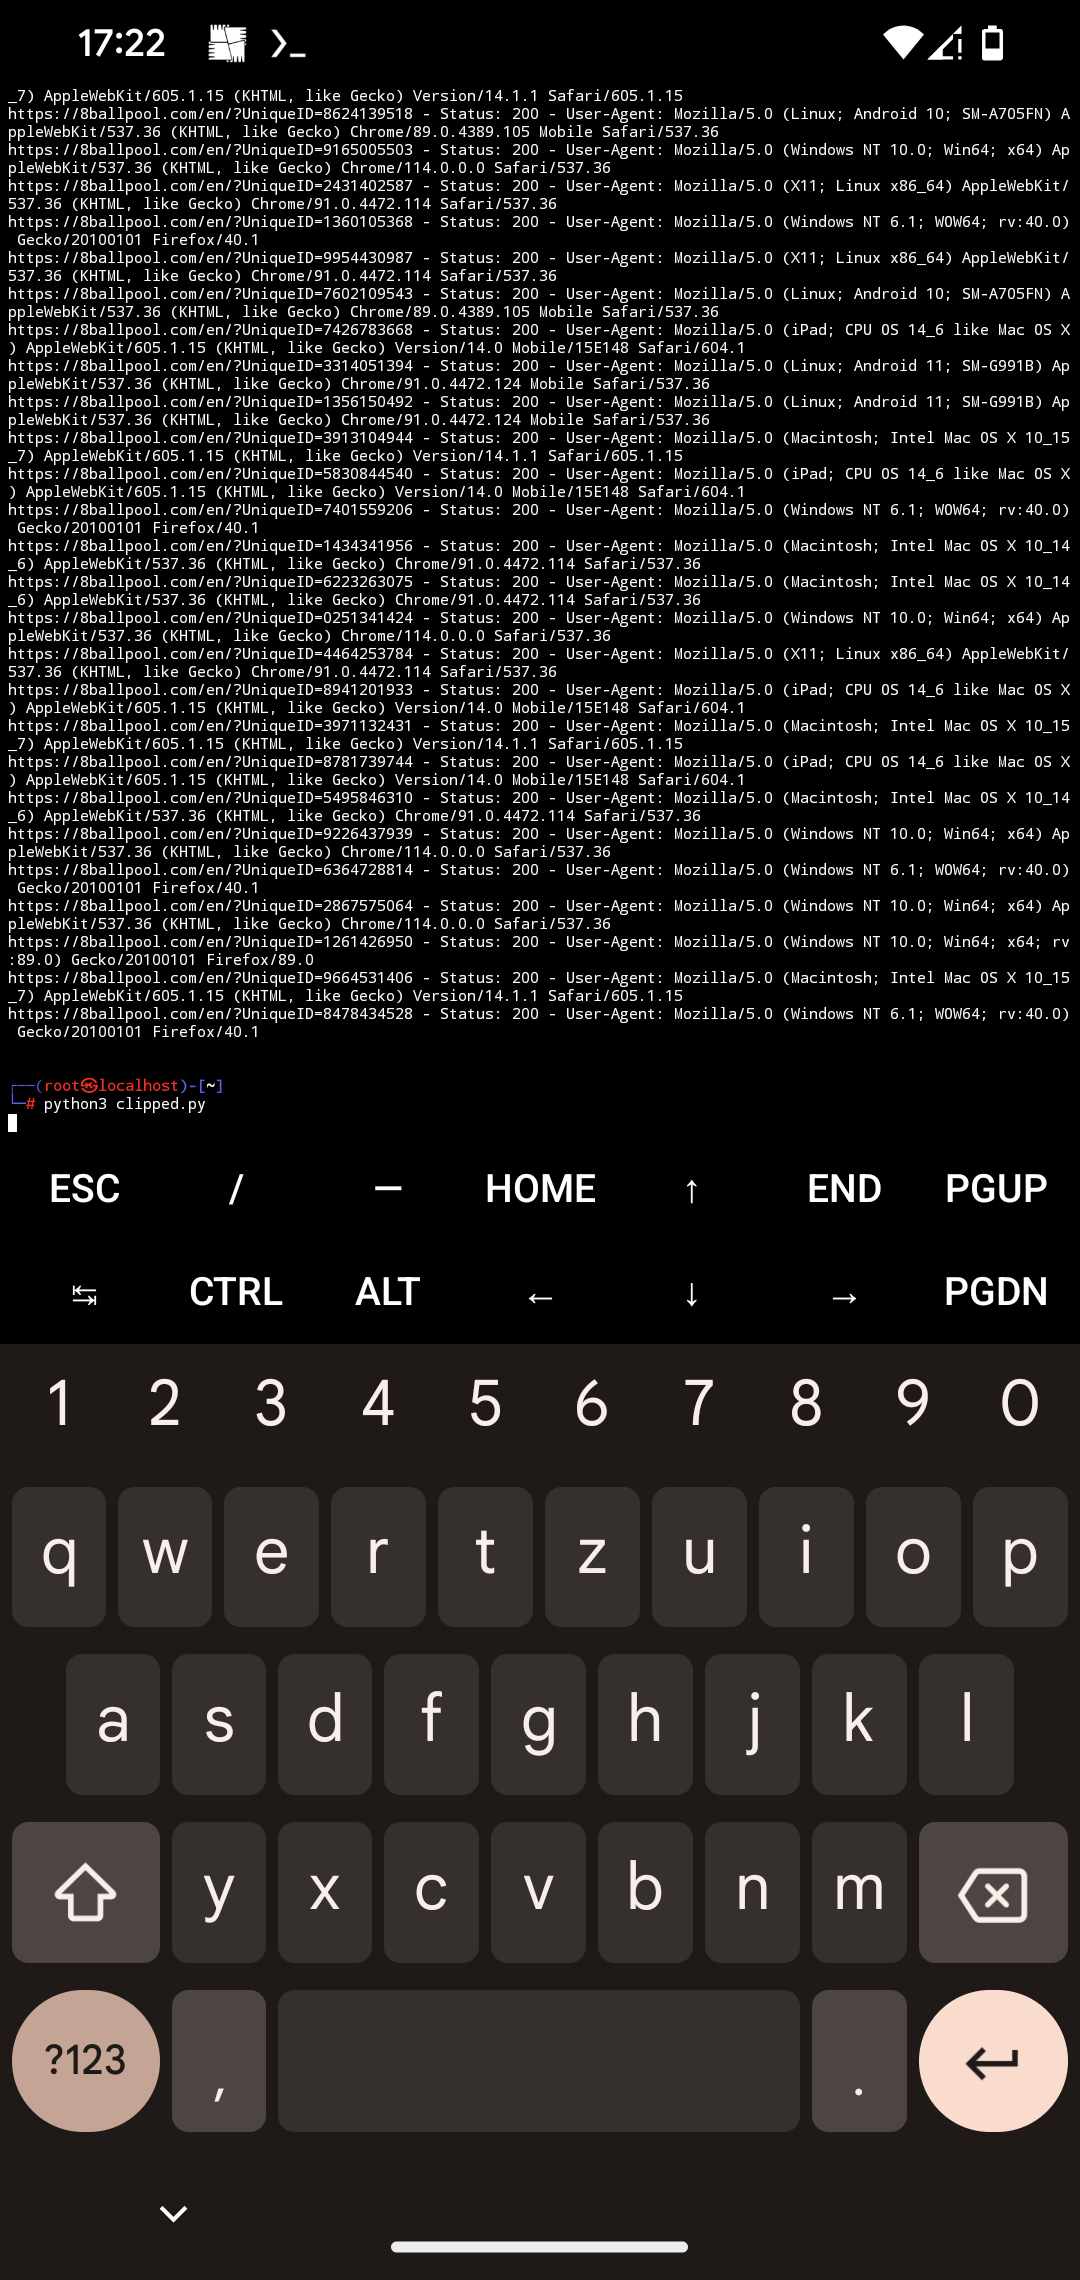 17:22
_7) AppleWebKit/605.1.15 (KHTML, like Gecko) Version/14.1.1 Safari/605.1.15
https://8ballpool.com/en/?UniqueID=8624139518 - Status: 200 - User-Agent: Mozilla/5.0 (Linux; Android 10; SM-A705FN) A
ppleWebKit/537.36 (KHTML, like Gecko) Chrome/89.0.4389.105 Mobile Safari/537.36
https://8ballpool.com/en/?UniqueID=9165005503 - Status: 200 - User-Agent: Mozilla/5.0 (Windows NT 10.0; Win64; x64) Ap
pleWebKit/537.36 (KHTML, like Gecko) Chrome/114.0.0.0 Safari/537.36
https://8ballpool.com/en/?UniqueID=2431402587 - Status: 200 - User-Agent: Mozilla/5.0 (X11; Linux x86_64) AppleWebKit/
537.36 (KHTML, like Gecko) Chrome/91.0.4472.114 Safari/537.36
https://8ballpool.com/en/?UniqueID=1360105368 - Status: 200 - User-Agent: Mozilla/5.0 (Windows NT 6.1; WOW64; rv:40.0)
 Gecko/20100101 Firefox/40.1
https://8ballpool.com/en/?UniqueID=9954430987 - Status: 200 - User-Agent: Mozilla/5.0 (X11; Linux x86_64) AppleWebKit/
537.36 (KHTML, like Gecko) Chrome/91.0.4472.114 Safari/537.36
https://8ballpool.com/en/?UniqueID=7602109543 - Status: 200 - User-Agent: Mozilla/5.0 (Linux; Android 10; SM-A705FN) A
ppleWebKit/537.36 (KHTML, like Gecko) Chrome/89.0.4389.105 Mobile Safari/537.36
https://8ballpool.com/en/?UniqueID=7426783668 - Status: 200 - User-Agent: Mozilla/5.0 (iPad; CPU OS 14_6 like Mac OS X
) AppleWebKit/605.1.15 (KHTML, like Gecko) Version/14.0 Mobile/15E148 Safari/604.1
https://8ballpool.com/en/?UniqueID=3314051394 - Status: 200 - User-Agent: Mozilla/5.0 (Linux; Android 11; SM-G991B) Ap
pleWebKit/537.36 (KHTML, like Gecko) Chrome/91.0.4472.124 Mobile Safari/537.36
https://8ballpool.com/en/?UniqueID=1356150492 - Status: 200 - User-Agent: Mozilla/5.0 (Linux; Android 11; SM-G991B) Ap
pleWebKit/537.36 (KHTML, like Gecko) Chrome/91.0.4472.124 Mobile Safari/537.36
https://8ballpool.com/en/?UniqueID=3913104944 - Status: 200 - User-Agent: Mozilla/5.0 (Macintosh; Intel Mac OS X 10_15
_7) AppleWebKit/605.1.15 (KHTML, like Gecko) Version/14.1.1 Safari/605.1.15
https://8ballpool.com/en/?UniqueID=5830844540 - Status: 200 - User-Agent: Mozilla/5.0 (iPad; CPU OS 14_6 like Mac OS X
) AppleWebKit/605.1.15 (KHTML, like Gecko) Version/14.0 Mobile/15E148 Safari/604.1
https://8ballpool.com/en/?UniqueID=7401559206 - Status: 200 - User-Agent: Mozilla/5.0 (Windows NT 6.1; WOW64; rv:40.0)
 Gecko/20100101 Firefox/40.1
https://8ballpool.com/en/?UniqueID=1434341956 - Status: 200 - User-Agent: Mozilla/5.0 (Macintosh; Intel Mac OS X 10_14
_6) AppleWebKit/537.36 (KHTML, like Gecko) Chrome/91.0.4472.114 Safari/537.36
https://8ballpool.com/en/?UniqueID=6223263075 - Status: 200 - User-Agent: Mozilla/5.0 (Macintosh; Intel Mac OS X 10_14
_6) AppleWebKit/537.36 (KHTML, like Gecko) Chrome/91.0.4472.114 Safari/537.36
https://8ballpool.com/en/?UniqueID=0251341424 - Status: 200 - User-Agent: Mozilla/5.0 (Windows NT 10.0; Win64; x64) Ap
pleWebKit/537.36 (KHTML, like Gecko) Chrome/114.0.0.0 Safari/537.36
https://8ballpool.com/en/?UniqueID=4464253784 - Status: 200 - User-Agent: Mozilla/5.0 (X11; Linux x86_64) AppleWebKit/
537.36 (KHTML, like Gecko) Chrome/91.0.4472.114 Safari/537.36
https://8ballpool.com/en/?UniqueID=8941201933 - Status: 200 - User-Agent: Mozilla/5.0 (iPad; CPU OS 14_6 like Mac OS X
) AppleWebKit/605.1.15 (KHTML, like Gecko) Version/14.0 Mobile/15E148 Safari/604.1
https://8ballpool.com/en/?UniqueID=3971132431 - Status: 200 - User-Agent: Mozilla/5.0 (Macintosh; Intel Mac OS X 10_15
_7) AppleWebKit/605.1.15 (KHTML, like Gecko) Version/14.1.1 Safari/605.1.15
https://8ballpool.com/en/?UniqueID=8781739744 - Status: 200 - User-Agent: Mozilla/5.0 (iPad; CPU OS 14_6 like Mac OS X
) AppleWebKit/605.1.15 (KHTML, like Gecko) Version/14.0 Mobile/15E148 Safari/604.1
https://8ballpool.com/en/?UniqueID=5495846310 - Status: 200 - User-Agent: Mozilla/5.0 (Macintosh; Intel Mac OS X 10_14
_6) AppleWebKit/537.36 (KHTML, like Gecko) Chrome/91.0.4472.114 Safari/537.36
https://8ballpool.com/en/?UniqueID=9226437939 - Status: 200 - User-Agent: Mozilla/5.0 (Windows NT 10.0; Win64; x64) Ap
pleWebKit/537.36 (KHTML, like Gecko) Chrome/114.0.0.0 Safari/537.36
https://8ballpool.com/en/?UniqueID=6364728814 - Status: 200 - User-Agent: Mozilla/5.0 (Windows NT 6.1; WOW64; rv:40.0)
 Gecko/20100101 Firefox/40.1
https://8ballpool.com/en/?UniqueID=2867575064 - Status: 200 - User-Agent: Mozilla/5.0 (Windows NT 10.0; Win64; x64) Ap
pleWebKit/537.36 (KHTML, like Gecko) Chrome/114.0.0.0 Safari/537.36
https://8ballpool.com/en/?UniqueID=1261426950 - Status: 200 - User-Agent: Mozilla/5.0 (Windows NT 10.0; Win64; x64; rv
:89.0) Gecko/20100101 Firefox/89.0
https://8ballpool.com/en/?UniqueID=9664531406 - Status: 200 - User-Agent: Mozilla/5.0 (Macintosh; Intel Mac OS X 10_15
_7) AppleWebKit/605.1.15 (KHTML, like Gecko) Version/14.1.1 Safari/605.1.15
https://8ballpool.com/en/?UniqueID=8478434528 - Status: 200 - User-Agent: Mozilla/5.0 (Windows NT 6.1; WOW64; rv:40.0)
 Gecko/20100101 Firefox/40.1
┌──(root㉿localhost)-[~]
└─# python3 clipped.py
ESC / — HOME ↑ END PGUP
↹ CTRL ALT ← ↓ → PGDN
1 2 3 4 5 6 7 8 9 0
q w e r t z u i o p
a s d f g h j k l
y x c v b n m
?123 , .